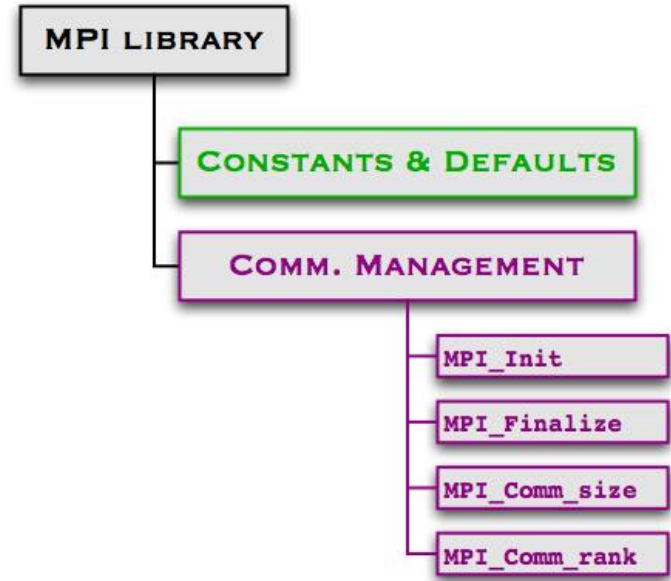 MPI LIBRARY
CONSTANTS & DEFAULTS
COMM. MANAGEMENT
MPI_Init
MPI_Finalize
MPI_Comm_size
MPI_Comm_rank